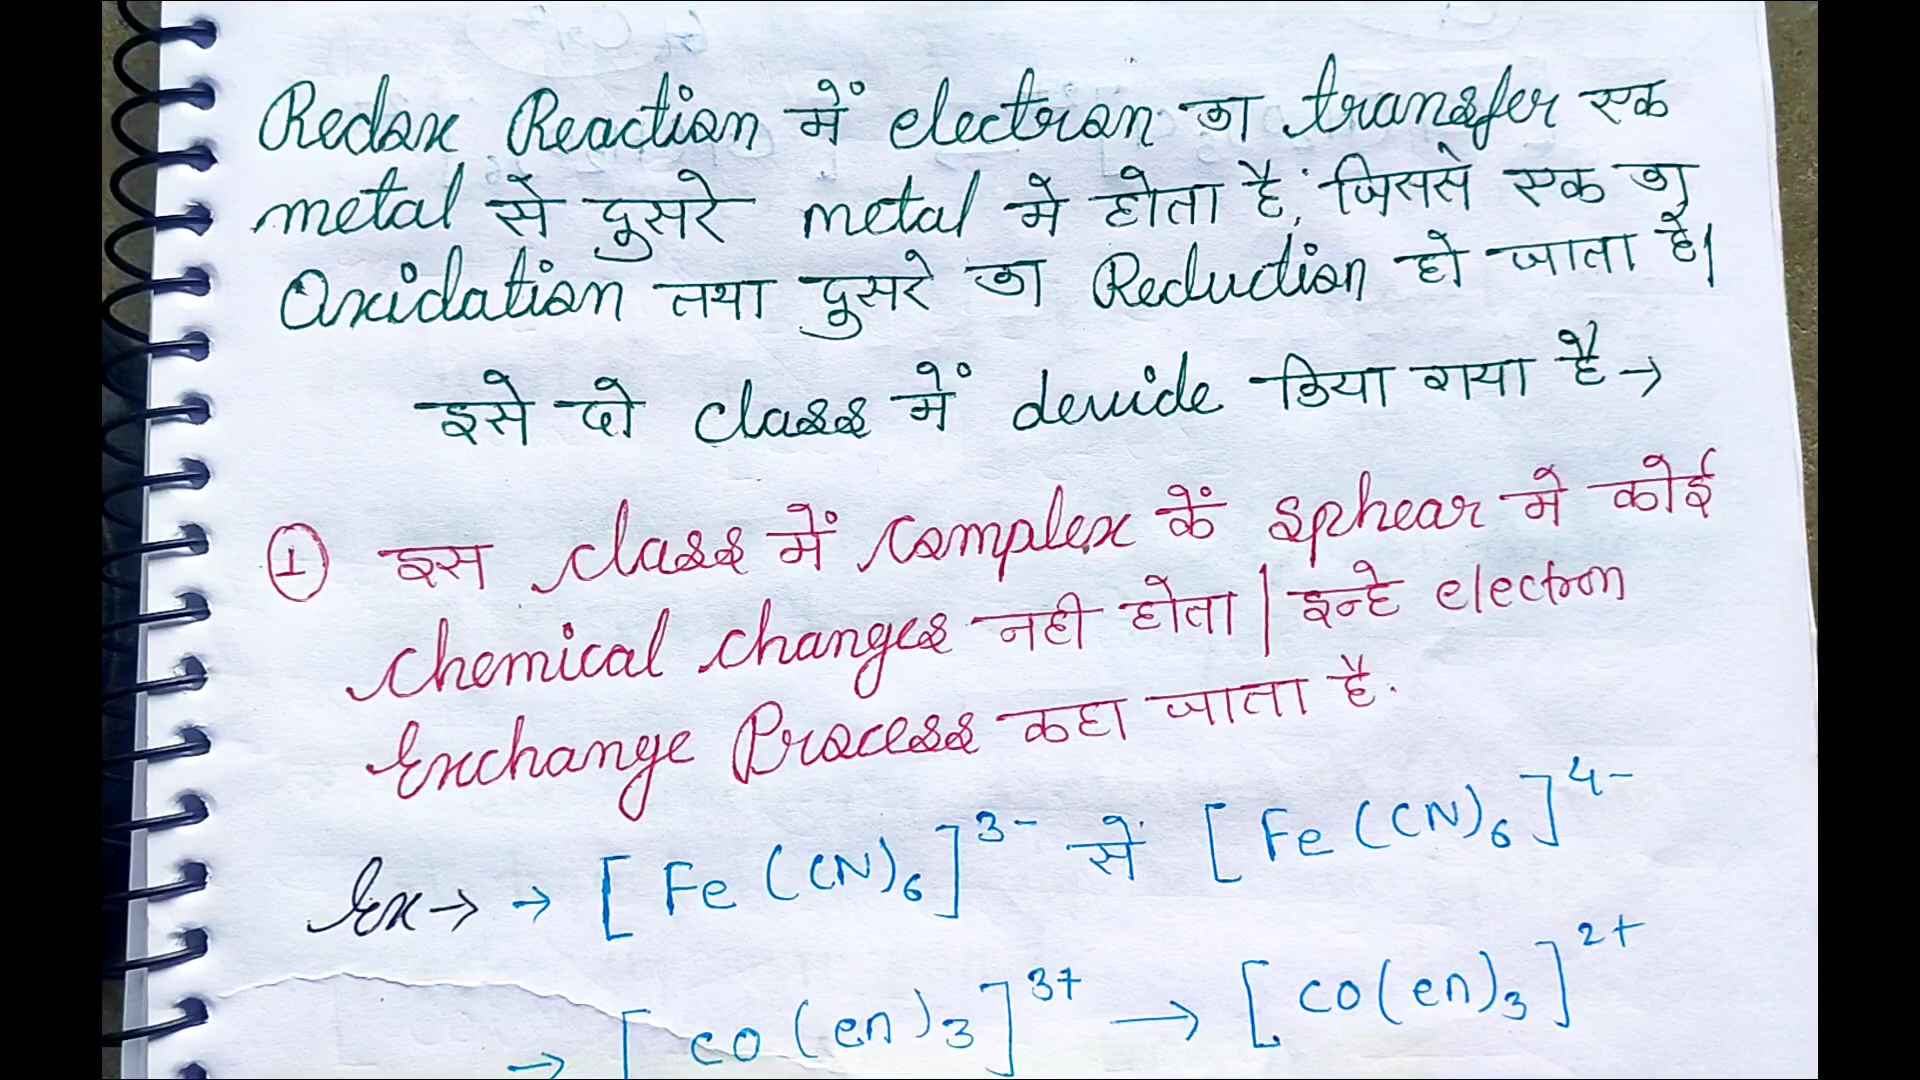 Redox Reaction में electron का transfer एक
metal से दुसरे metal मे होता है, जिससे एक का
Oxidation तथा दुसरे का Reduction हो जाता है।
इसे दो class में devide किया गया है →
① इस class में complex कें sphear मे कोई
chemical changes नही होता | इन्हे electron
Exchange Process कहा जाता है.
Ex → → [Fe(CN)6]³⁻ सें [Fe(CN)6]⁴⁻
→ [co(en)3]³⁺ → [co(en)3]²⁺